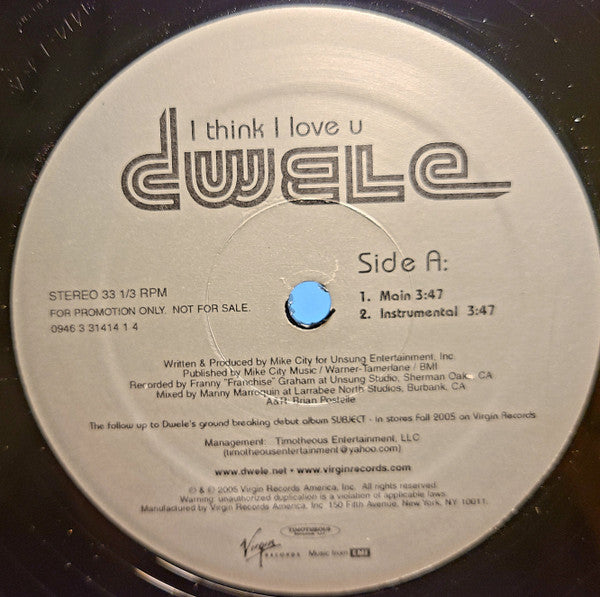 I think I love u
dwele
Side A:
1. Main 3:47
2. Instrumental 3:47
STEREO 33 1/3 RPM
FOR PROMOTION ONLY. NOT FOR SALE.
0946 3 31414 1 4
Written & Produced by Mike City for Unsung Entertainment, Inc.
Published by Mike City Music / Warner-Tamerlane / BMI
Recorded by Franny "Franchise" Graham at Unsung Studio, Sherman Oaks, CA
Mixed by Manny Marroquin at Larrabee North Studios, Burbank, CA
A&R: Brian Postelle
The follow up to Dwele's ground breaking debut album SUBJECT - in stores Fall 2005 on Virgin Records
Management: Timotheous Entertainment, LLC
(timotheousentertainment@yahoo.com)
www.dwele.net • www.virginrecords.com
℗ & © 2005 Virgin Records America, Inc. All rights reserved.
Warning: unauthorized duplication is a violation of applicable laws.
Manufactured by Virgin Records America, Inc 150 Fifth Avenue, New York, NY 10011.
Virgin RECORDS Music from EMI